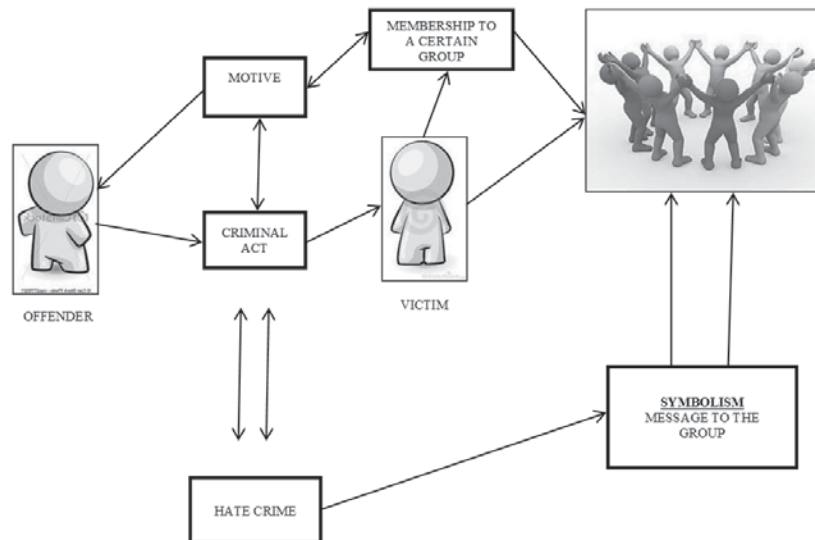 MEMBERSHIP TO
A CERTAIN
GROUP
MOTIVE
CRIMINAL
ACT
OFFENDER
VICTIM
SYMBOLISM
MESSAGE TO THE
GROUP
HATE CRIME